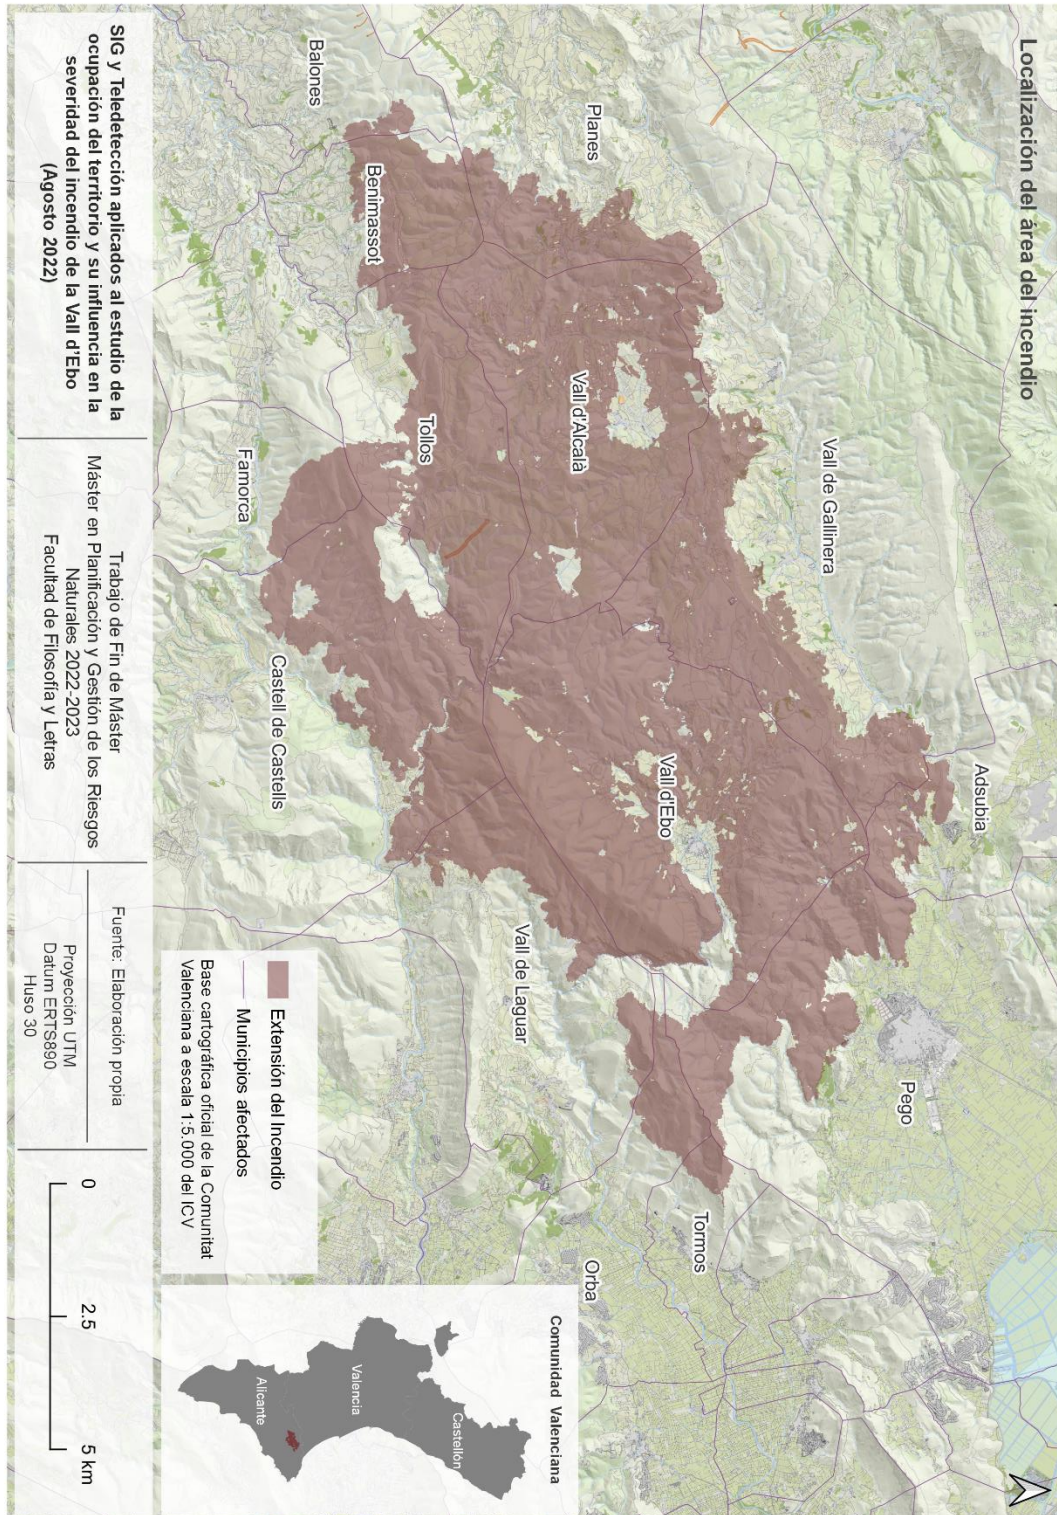 Localización del área del incendio
Adsubia
Pego
Vall de Gallinera
Planes
Vall d'Alcalà
Vall d'Ebo
Tormos
Orba
Balones
Benimassot
Tollos
Vall de Laguar
Famorca
Castell de Castells
Extensión del Incendio
Municipios afectados
Base cartográfica oficial de la Comunitat
Valenciana a escala 1:5.000 del ICV
Comunidad Valenciana
Castellón
Valencia
Alicante
SIG y Teledetección aplicados al estudio de la
ocupación del territorio y su influencia en la
severidad del incendio de la Vall d'Ebo
(Agosto 2022)
Trabajo de Fin de Máster
Máster en Planificación y Gestión de los Riesgos
Naturales 2022-2023
Facultad de Filosofía y Letras
Fuente: Elaboración propia
Proyección UTM
Datum ERTS890
Huso 30
0 2.5 5 km